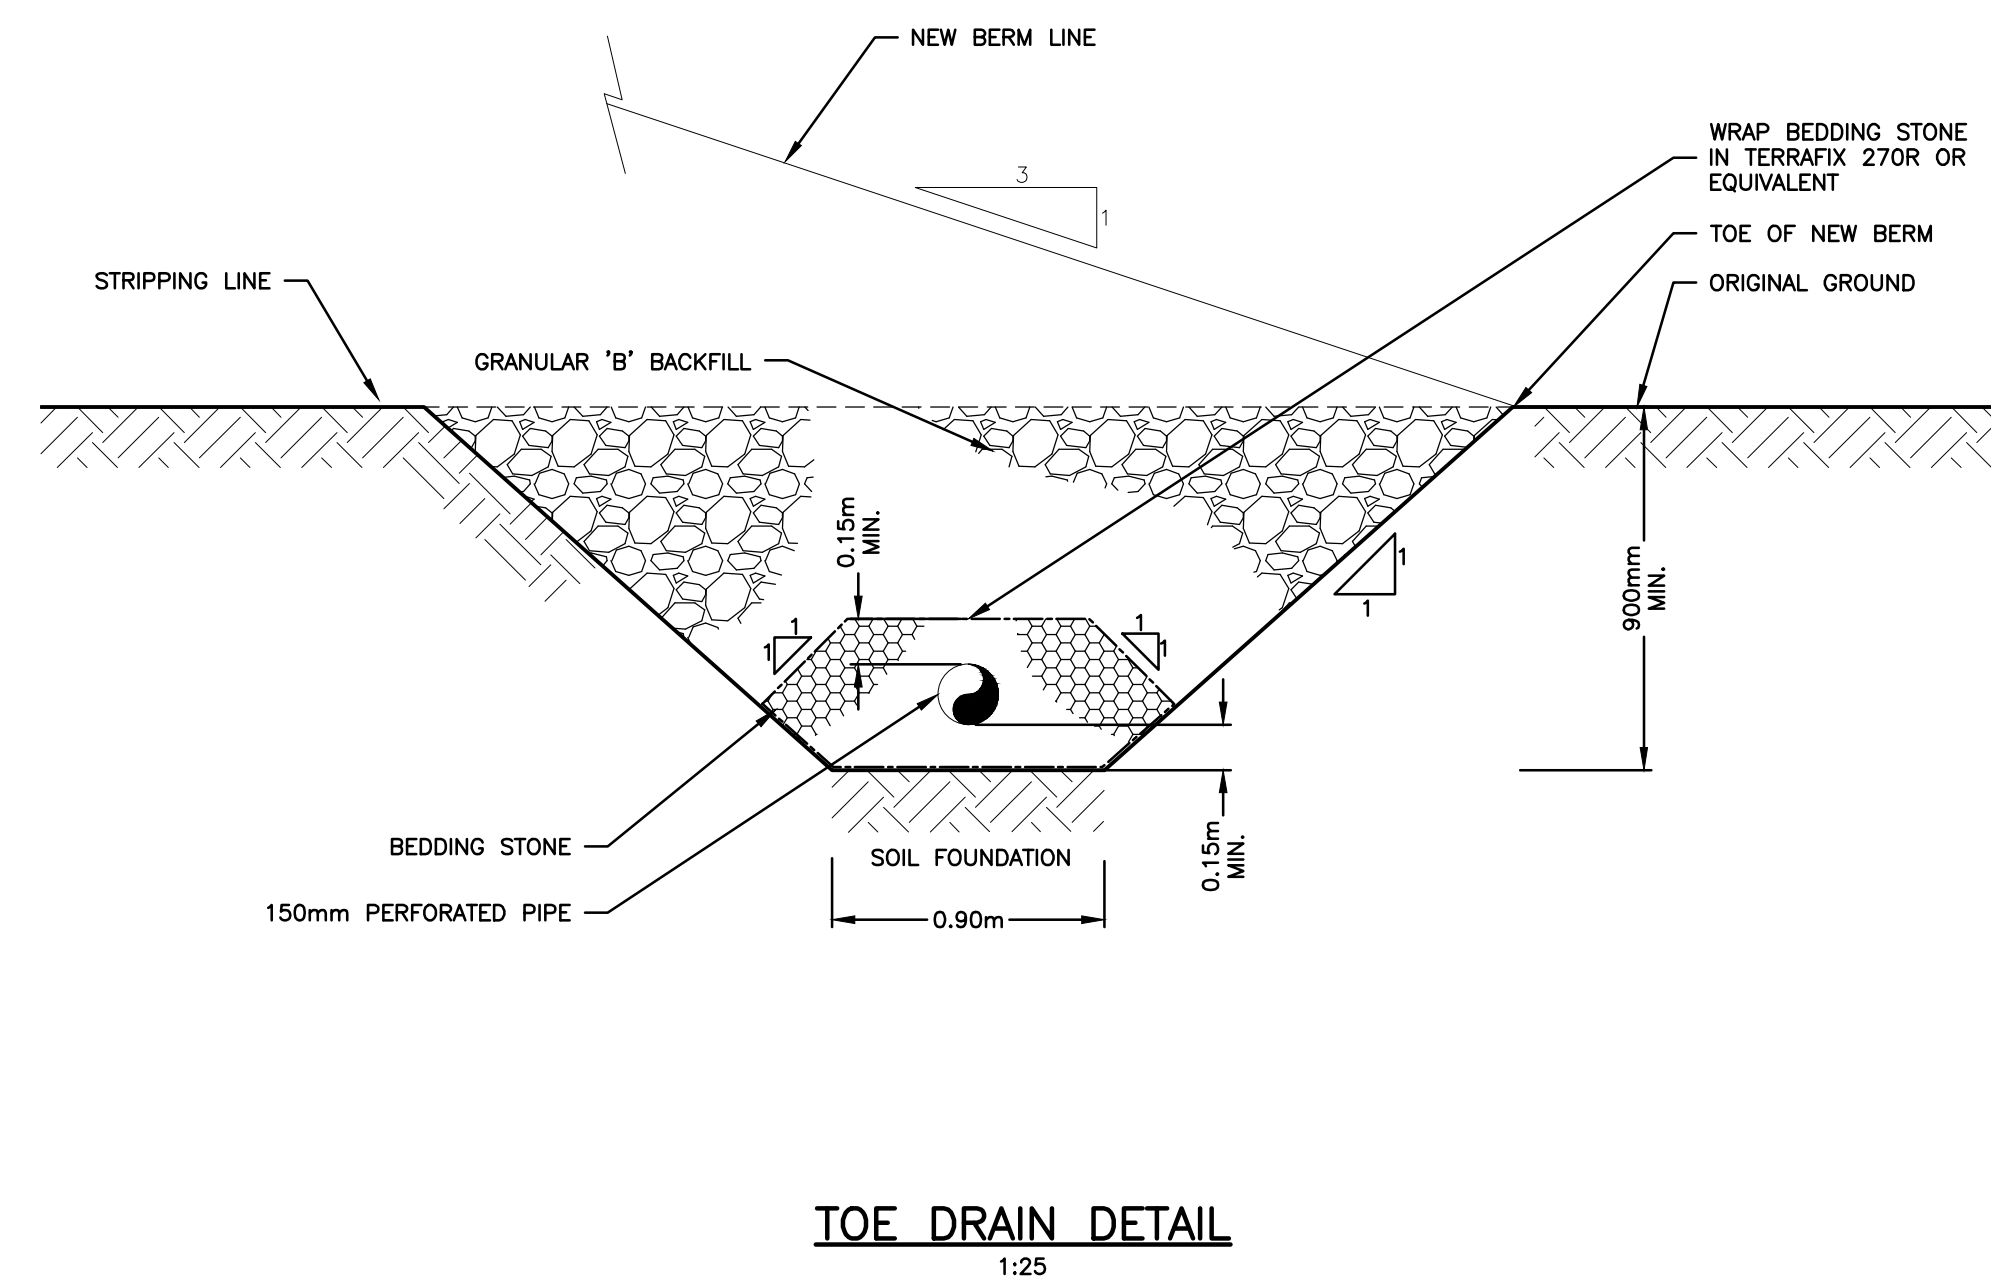 NEW BERM LINE
WRAP BEDDING STONE
IN TERRAFIX 270R OR
EQUIVALENT
3
1
TOE OF NEW BERM
STRIPPING LINE
ORIGINAL GROUND
GRANULAR 'B' BACKFILL
0.15m
MIN.
1
1
900mm
MIN.
1
1
1
1
BEDDING STONE
SOIL FOUNDATION
0.15m
MIN.
150mm PERFORATED PIPE
0.90m
TOE DRAIN DETAIL
1:25